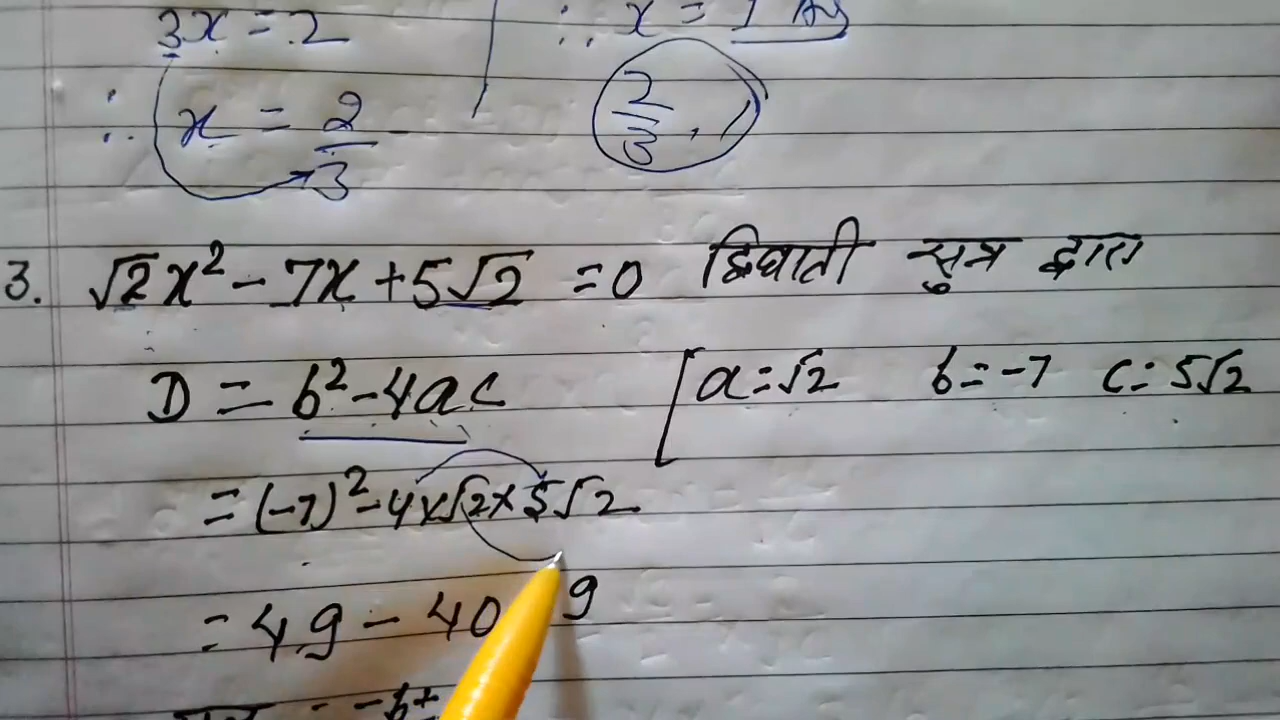 3x = 2
∴ x = 1 Ans
∴ x = 2/3
2/3, 1
3. √2x² - 7x + 5√2 = 0 द्विघाती सुत्र द्वारा
D = b² - 4ac [a = √2 b = -7 c = 5√2
= (-7)² - 4×√2×5√2
= 49 - 40 9
-b±